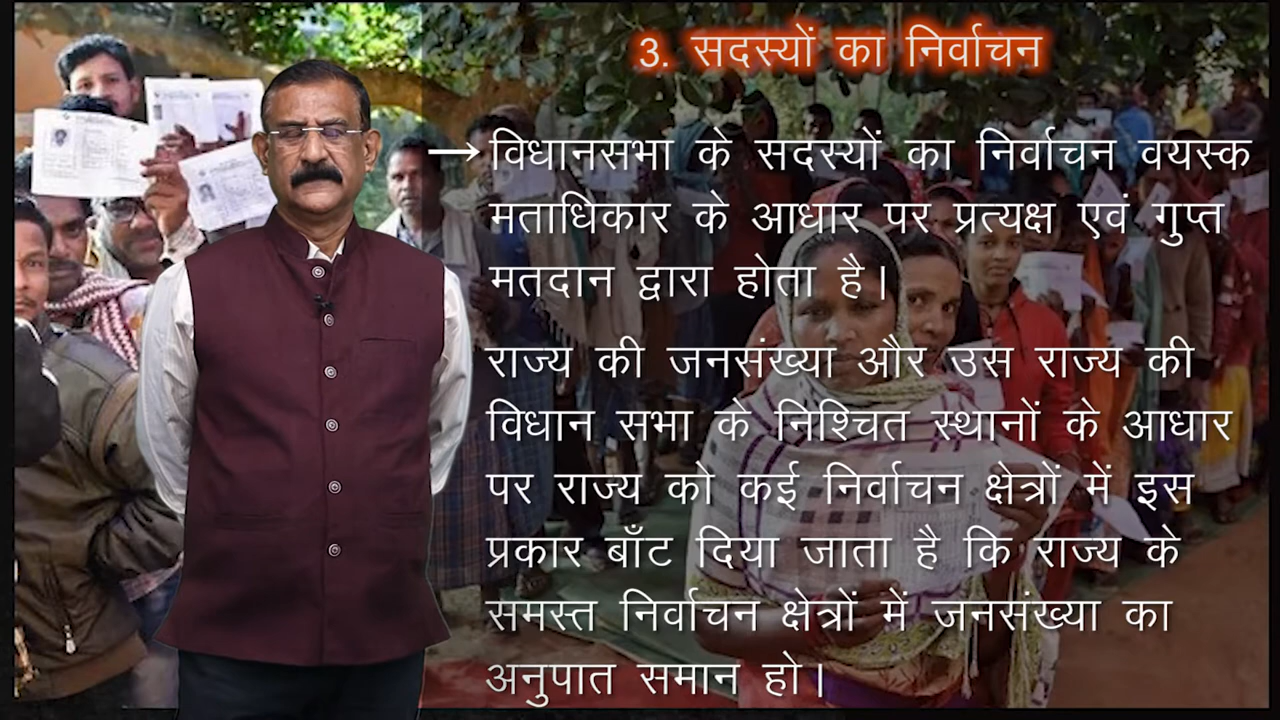 3. सदस्यों का निर्वाचन
→विधानसभा के सदस्यों का निर्वाचन वयस्क
मताधिकार के आधार पर प्रत्यक्ष एवं गुप्त
मतदान द्वारा होता है।
राज्य की जनसंख्या और उस राज्य की
विधान सभा के निश्चित स्थानों के आधार
पर राज्य को कई निर्वाचन क्षेत्रों में इस
प्रकार बाँट दिया जाता है कि राज्य के
समस्त निर्वाचन क्षेत्रों में जनसंख्या का
अनुपात समान हो।